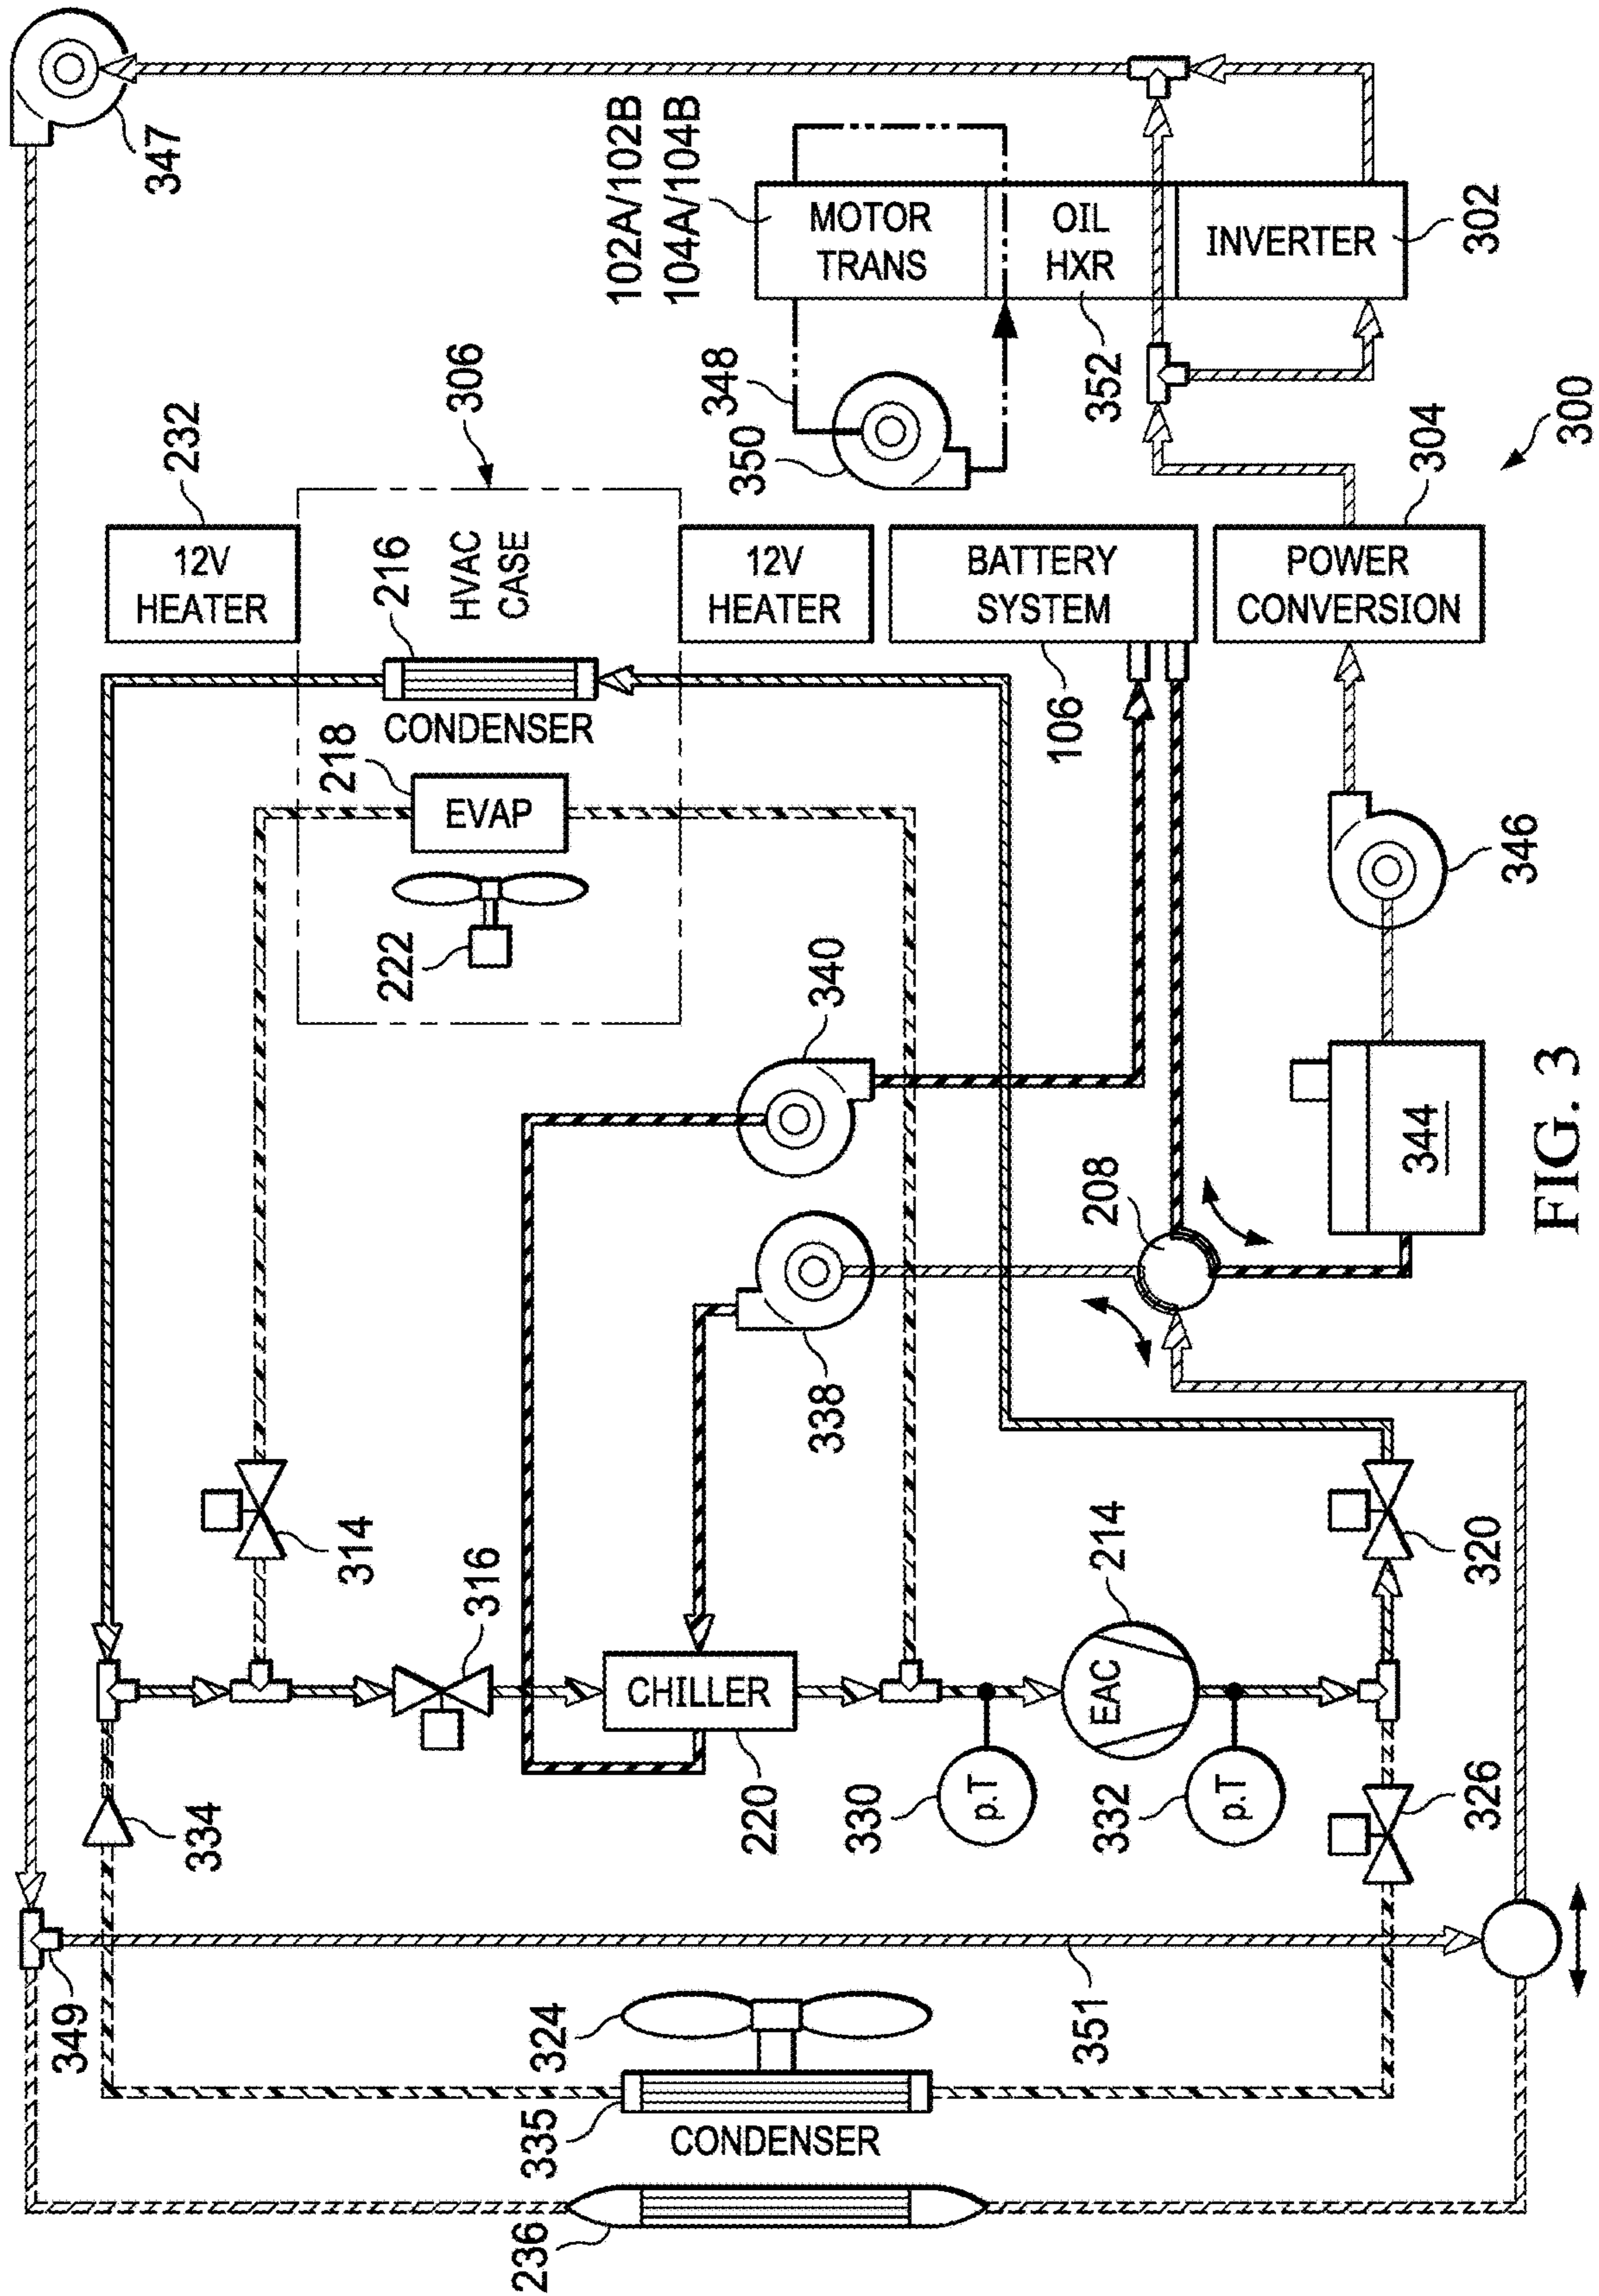 347
232
306
12V
HEATER
HVAC
CASE
216
CONDENSER
218
EVAP
222
12V
HEATER
102A/102B
104A/104B
MOTOR
TRANS
OIL
HXR
INVERTER
302
348
350
352
BATTERY
SYSTEM
106
POWER
CONVERSION
304
300
346
340
344
208
338
314
316
CHILLER
220
EAC
214
320
330
p.T
332
p.T
326
334
349
324
335
CONDENSER
351
236
FIG. 3